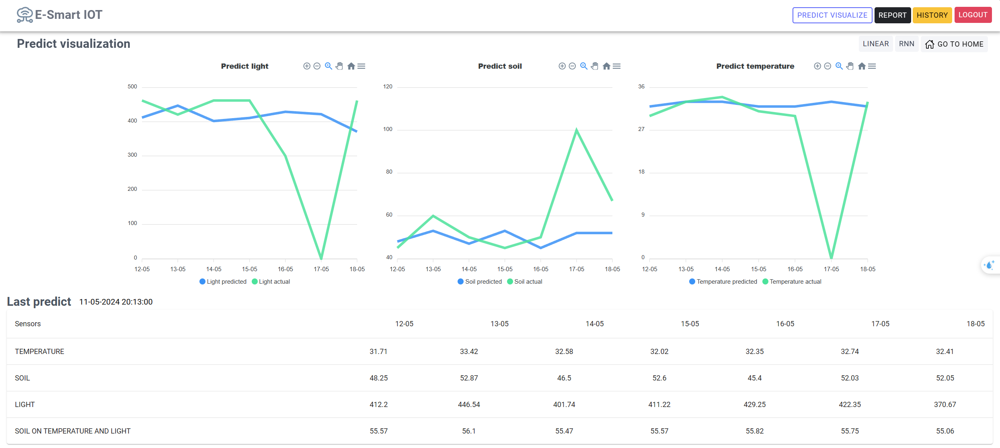 E-Smart IOT
PREDICT VISUALIZE REPORT HISTORY LOGOUT
Predict visualization
LINEAR RNN GO TO HOME
Predict light
500
400
300
200
100
0
12-05 13-05 14-05 15-05 16-05 17-05 18-05
Light predicted Light actual
Predict soil
120
100
80
60
40
12-05 13-05 14-05 15-05 16-05 17-05 18-05
Soil predicted Soil actual
Predict temperature
36
27
18
9
0
12-05 13-05 14-05 15-05 16-05 17-05 18-05
Temperature predicted Temperature actual
Last predict 11-05-2024 20:13:00
Sensors 12-05 13-05 14-05 15-05 16-05 17-05 18-05
TEMPERATURE 31.71 33.42 32.58 32.02 32.35 32.74 32.41
SOIL 48.25 52.87 46.5 52.6 45.4 52.03 52.05
LIGHT 412.2 446.54 401.74 411.22 429.25 422.35 370.67
SOIL ON TEMPERATURE AND LIGHT 55.57 56.1 55.47 55.57 55.82 55.75 55.06